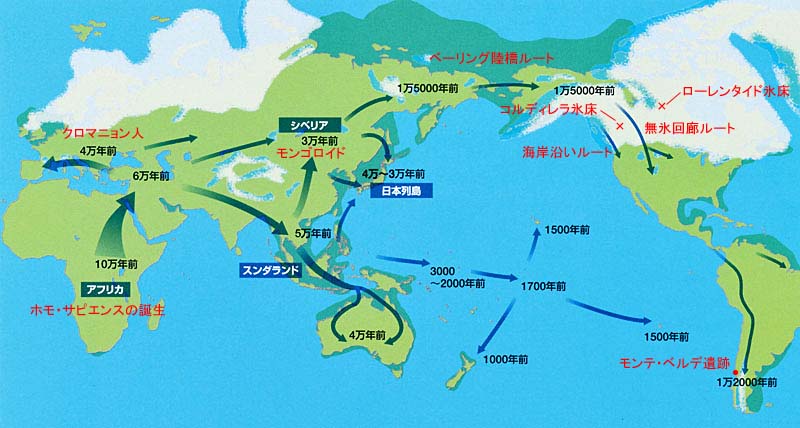 ベーリング陸橋ルート
1万5000年前
1万5000年前
ローレンタイド氷床
コルディレラ氷床
無氷回廊ルート
海岸沿いルート
クロマニョン人
4万年前
シベリア
3万年前
モンゴロイド
6万年前
4万〜3万年前
日本列島
5万年前
スンダランド
10万年前
アフリカ
ホモ・サピエンスの誕生
1500年前
3000
〜2000年前
1700年前
4万年前
1500年前
1000年前
モンテ・ベルデ遺跡
1万2000年前